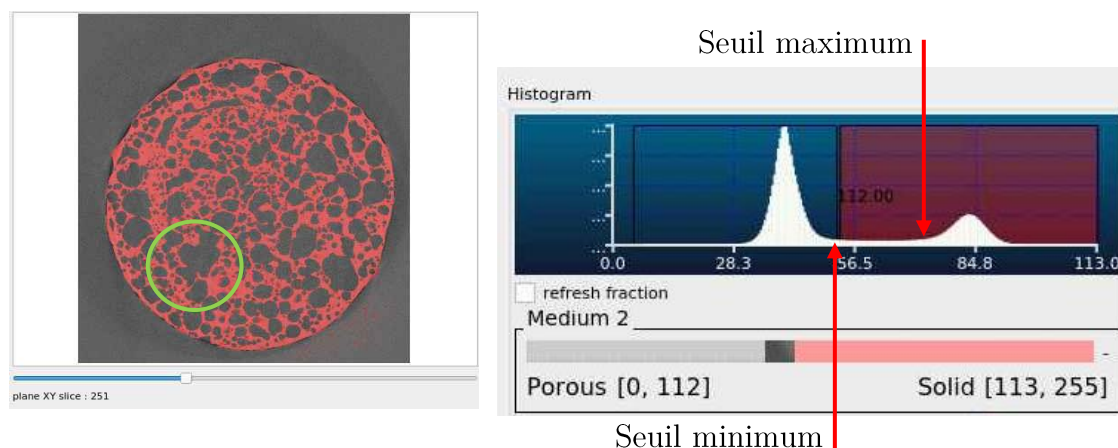 Seuil maximum
Histogram
...
...
...
112.00
...
...
0.0 28.3 56.5 84.8 113.0
refresh fraction
Medium 2
-
Porous [0, 112] Solid [113, 255]
plane XY slice : 251
Seuil minimum